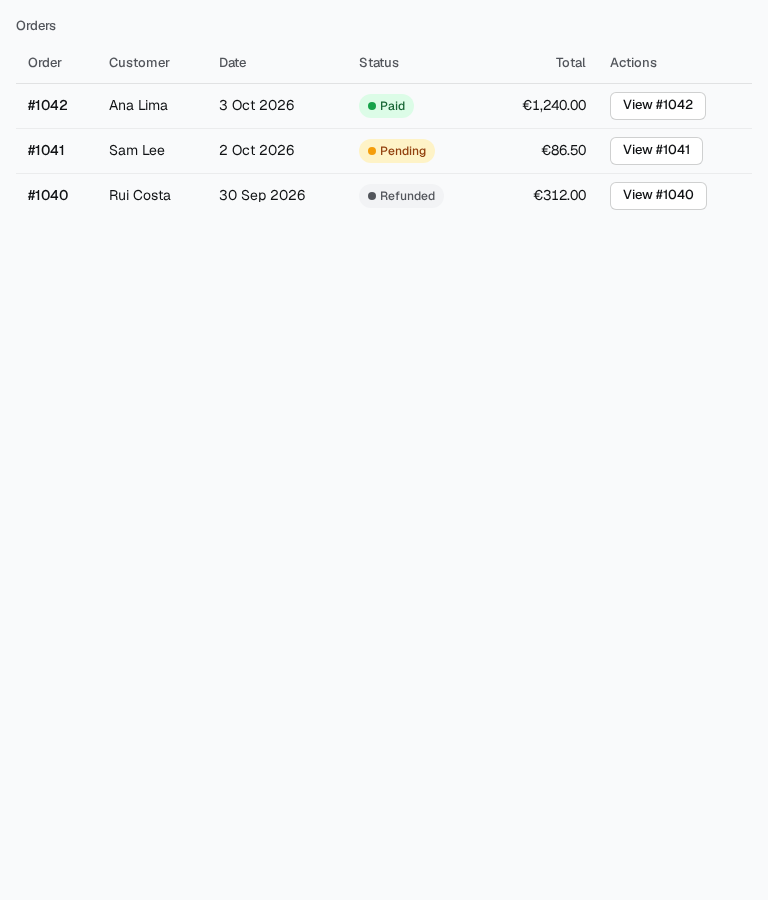 Orders
Order Customer Date Status Total Actions
#1042 Ana Lima 3 Oct 2026 Paid €1,240.00 View #1042
#1041 Sam Lee 2 Oct 2026 Pending €86.50 View #1041
#1040 Rui Costa 30 Sep 2026 Refunded €312.00 View #1040